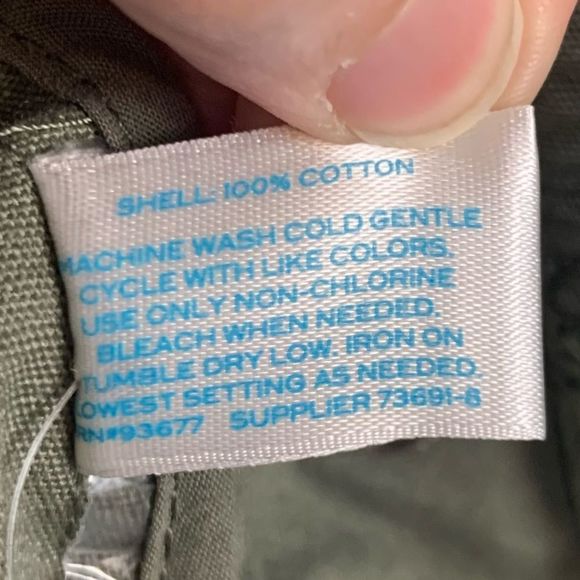 SHELL: 100% COTTON
MACHINE WASH COLD GENTLE
CYCLE WITH LIKE COLORS.
USE ONLY NON-CHLORINE
BLEACH WHEN NEEDED.
TUMBLE DRY LOW. IRON ON
LOWEST SETTING AS NEEDED.
RN#93677 SUPPLIER 73691-8